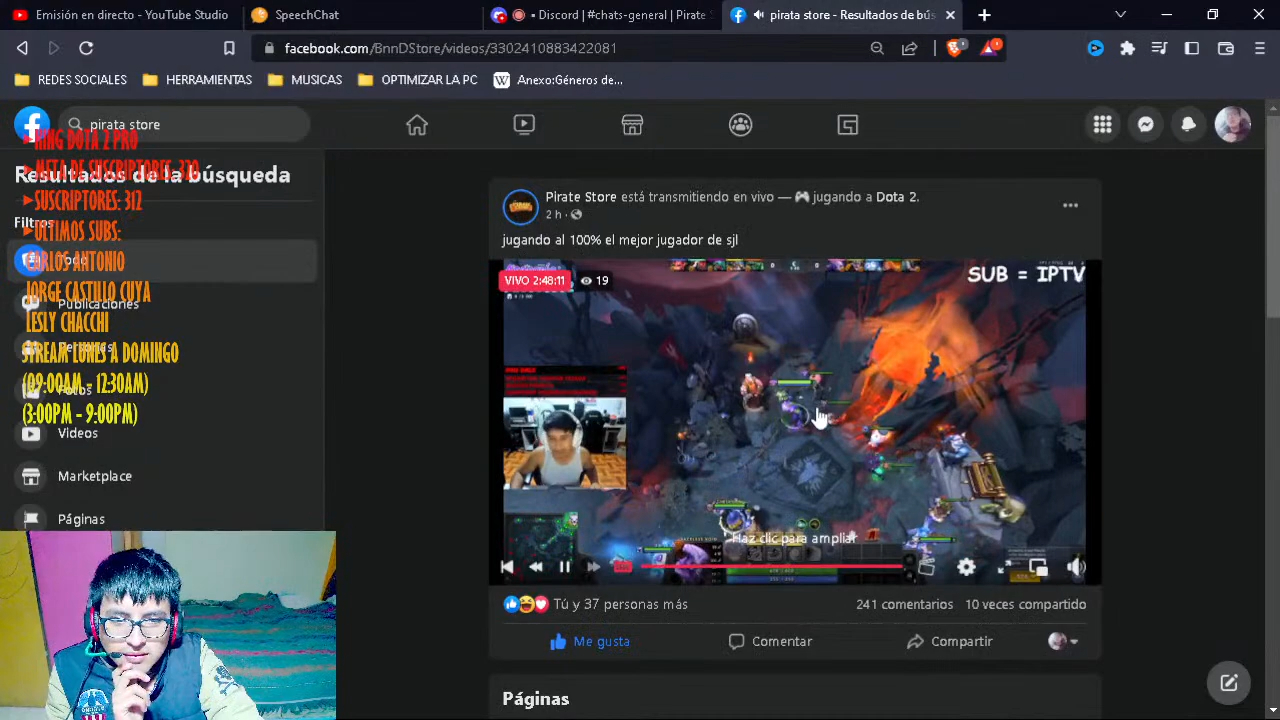 Emisión en directo - YouTube Studio
SpeechChat
Discord | #chats-general | Pirate S
pirata store - Resultados de bús
facebook.com/BnnDStore/videos/3302410883422081
REDES SOCIALES
HERRAMIENTAS
MUSICAS
OPTIMIZAR LA PC
Anexo:Géneros de...
pirata store
KING DOTA 2 PRO
META DE SUSCRIPTORES: 320
Resultados de la búsqueda
SUSCRIPTORES: 312
Filtros
ULTIMOS SUBS:
Todo
CARLOS ANTONIO
JORGE CASTILLO CUYA
Publicaciones
LESLY CHACCHI
Personas
STREAM LUNES A DOMINGO
(09:00AM - 12:30AM)
Fotos
(3:00PM - 9:00PM)
Videos
Marketplace
Páginas
Pirate Store está transmitiendo en vivo — jugando a Dota 2.
2 h ·
jugando al 100% el mejor jugador de sjl
VIVO 2:48:11
19
SUB = IPTV
Haz clic para ampliar
Tú y 37 personas más
241 comentarios
10 veces compartido
Me gusta
Comentar
Compartir
Páginas